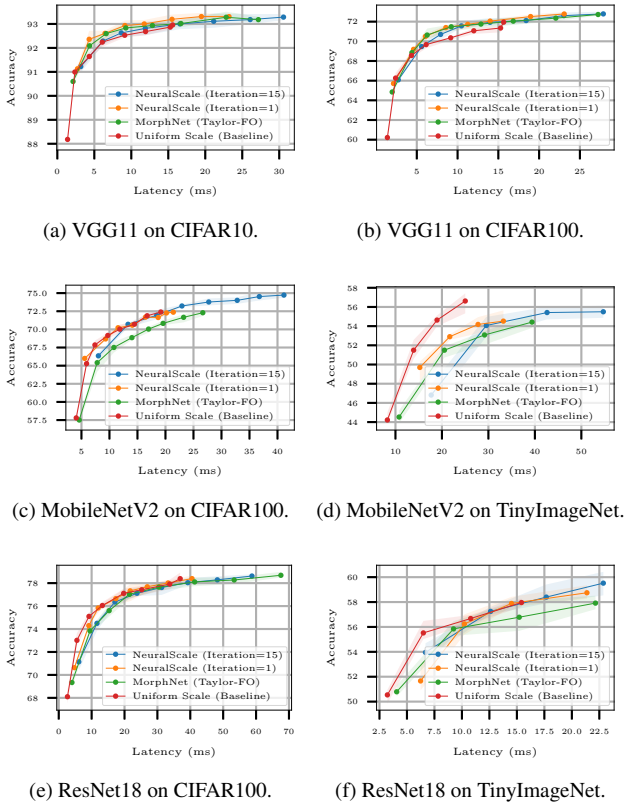 93
92
91
90
89
88
Accuracy
0 5 10 15 20 25 30
Latency (ms)
NeuralScale (Iteration=15)
NeuralScale (Iteration=1)
MorphNet (Taylor-FO)
Uniform Scale (Baseline)
(a) VGG11 on CIFAR10.
72
70
68
66
64
62
60
Accuracy
5 10 15 20 25
Latency (ms)
NeuralScale (Iteration=15)
NeuralScale (Iteration=1)
MorphNet (Taylor-FO)
Uniform Scale (Baseline)
(b) VGG11 on CIFAR100.
75.0
72.5
70.0
67.5
65.0
62.5
60.0
57.5
Accuracy
5 10 15 20 25 30 35 40
Latency (ms)
NeuralScale (Iteration=15)
NeuralScale (Iteration=1)
MorphNet (Taylor-FO)
Uniform Scale (Baseline)
(c) MobileNetV2 on CIFAR100.
58
56
54
52
50
48
46
44
Accuracy
10 20 30 40 50
Latency (ms)
NeuralScale (Iteration=15)
NeuralScale (Iteration=1)
MorphNet (Taylor-FO)
Uniform Scale (Baseline)
(d) MobileNetV2 on TinyImageNet.
78
76
74
72
70
68
Accuracy
0 10 20 30 40 50 60 70
Latency (ms)
NeuralScale (Iteration=15)
NeuralScale (Iteration=1)
MorphNet (Taylor-FO)
Uniform Scale (Baseline)
(e) ResNet18 on CIFAR100.
60
58
56
54
52
50
Accuracy
2.5 5.0 7.5 10.0 12.5 15.0 17.5 20.0 22.5
Latency (ms)
NeuralScale (Iteration=15)
NeuralScale (Iteration=1)
MorphNet (Taylor-FO)
Uniform Scale (Baseline)
(f) ResNet18 on TinyImageNet.